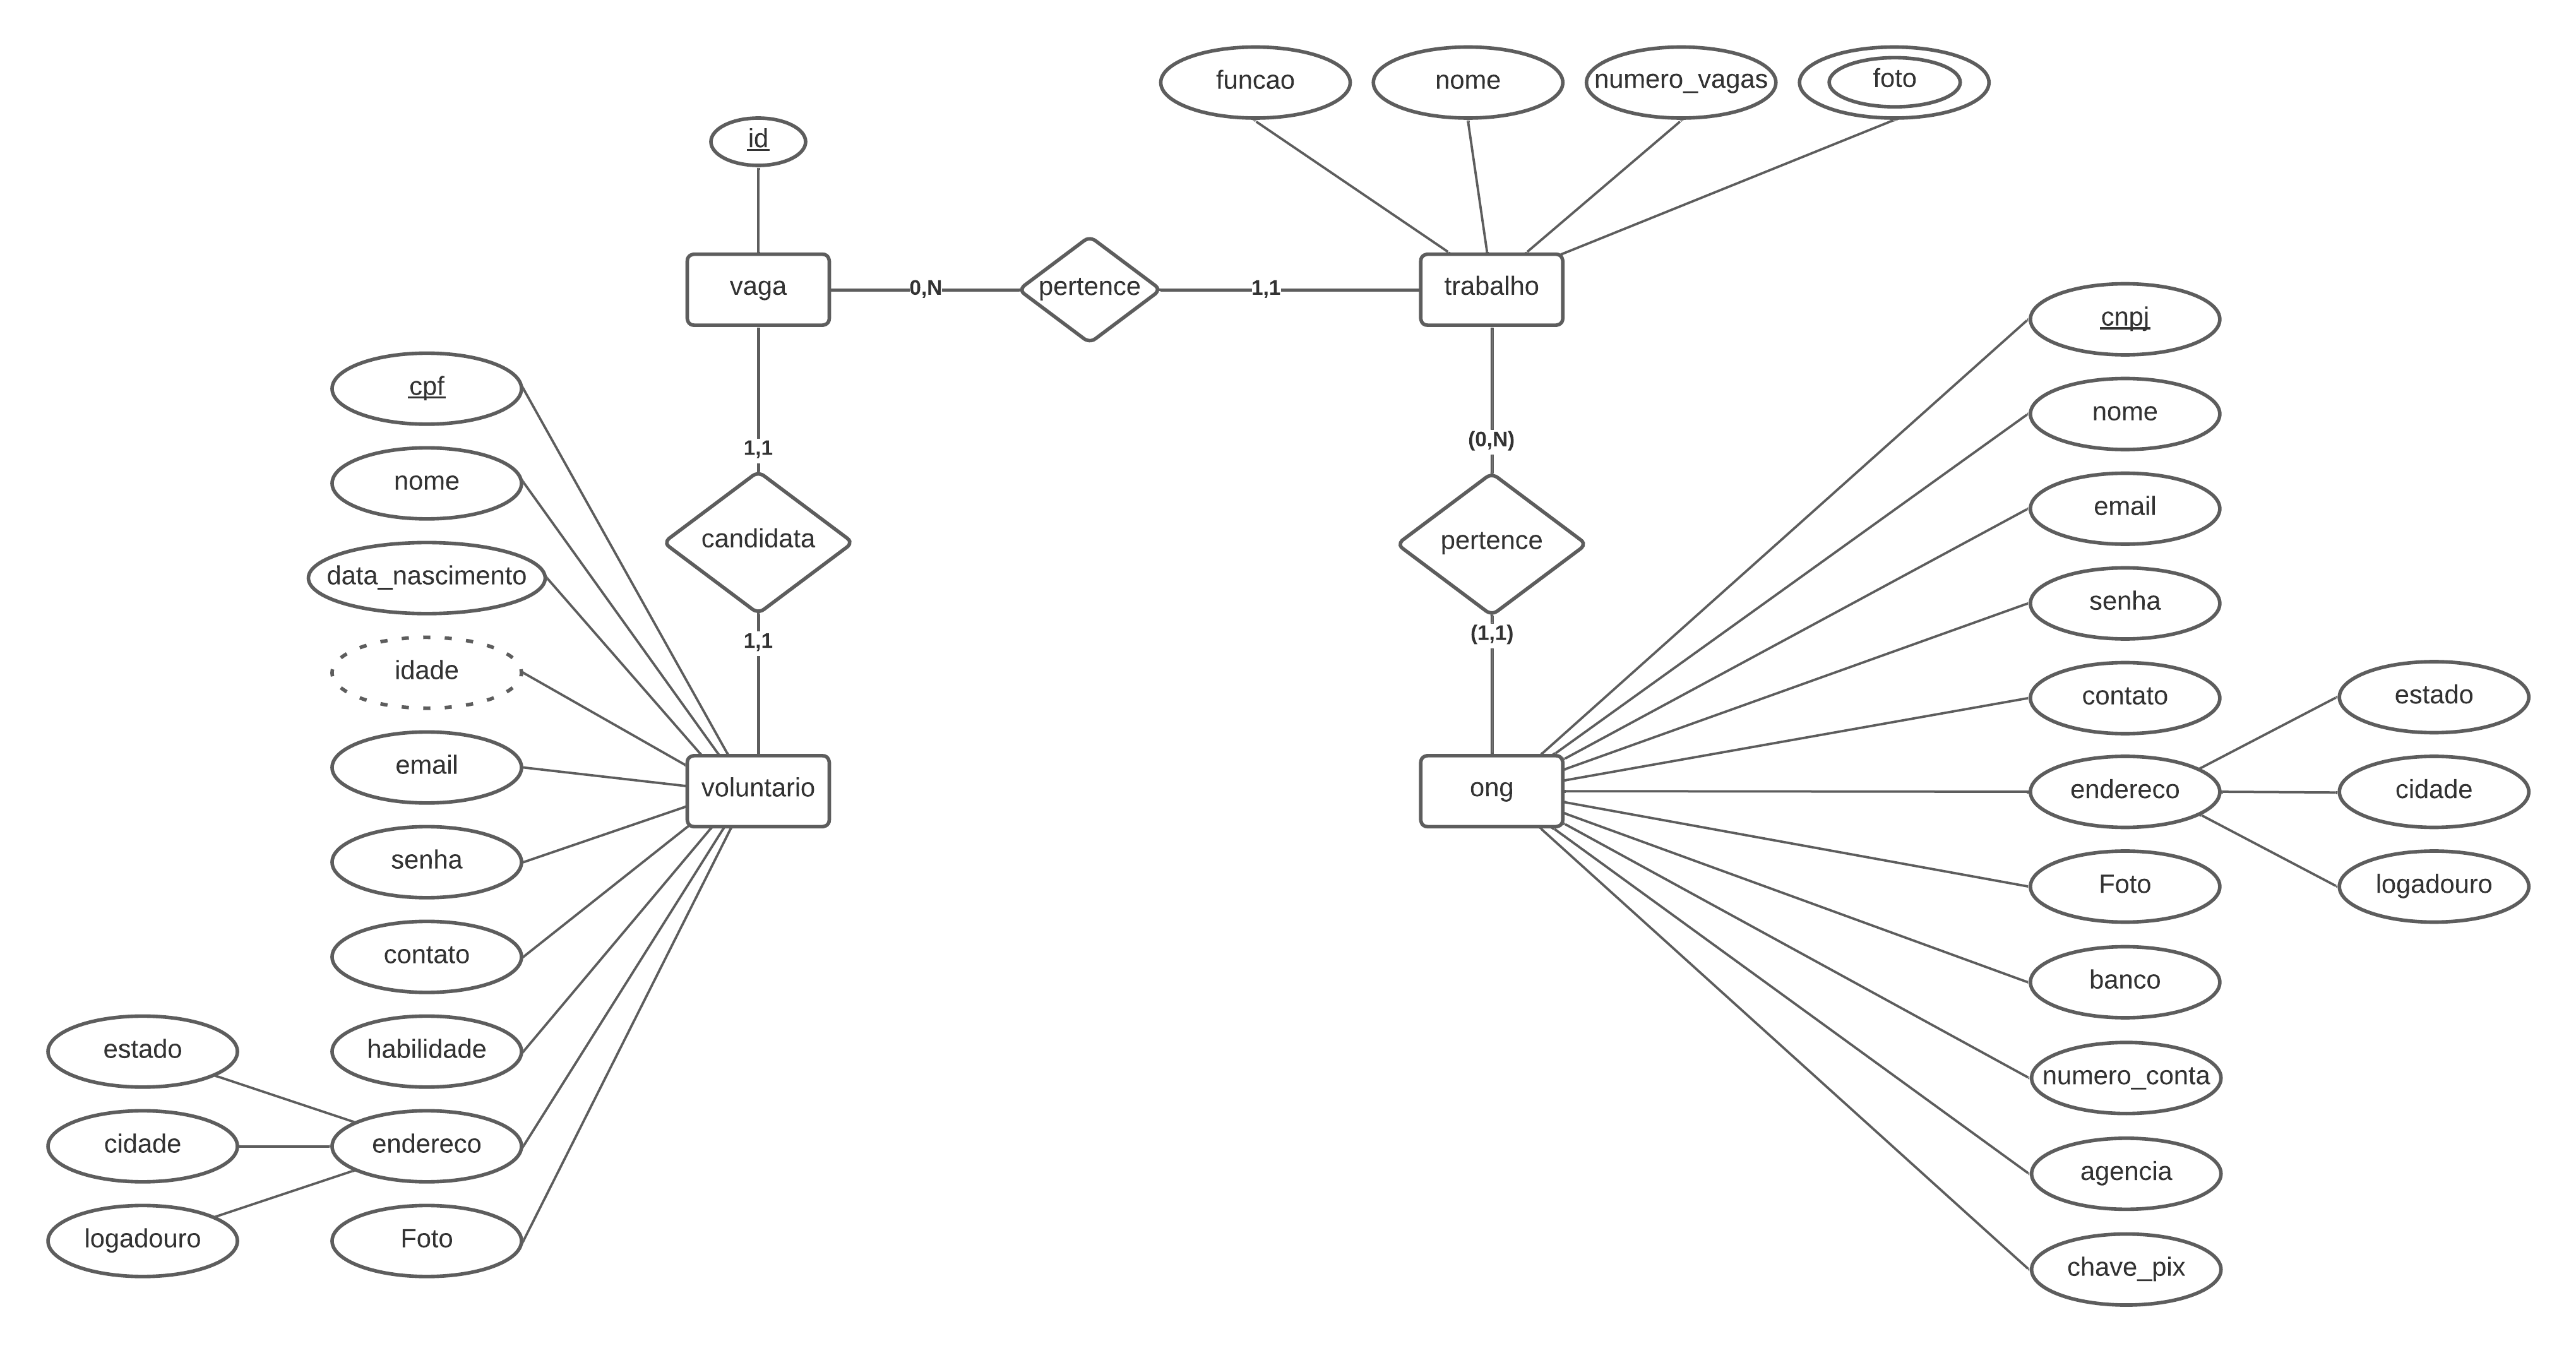 funcao
nome
numero_vagas
foto
id
vaga
0,N
pertence
1,1
trabalho
cnpj
cpf
nome
1,1
(0,N)
nome
email
candidata
pertence
data_nascimento
senha
1,1
(1,1)
idade
contato
estado
email
voluntario
ong
endereco
cidade
senha
Foto
logadouro
contato
banco
estado
habilidade
numero_conta
cidade
endereco
agencia
logadouro
Foto
chave_pix